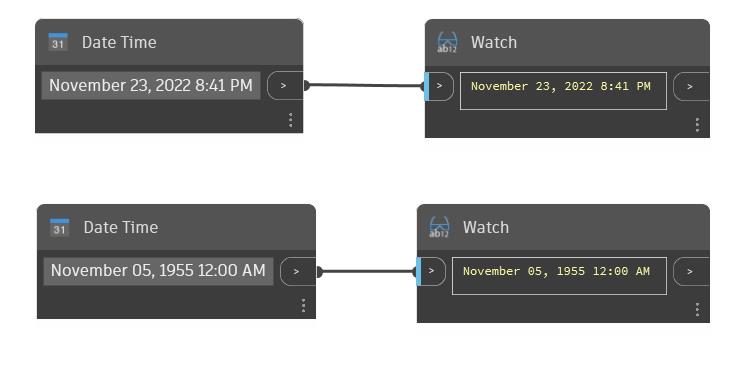 31 Date Time
November 23, 2022 8:41 PM >
ab12 Watch
> November 23, 2022 8:41 PM >
31 Date Time
November 05, 1955 12:00 AM >
ab12 Watch
> November 05, 1955 12:00 AM >